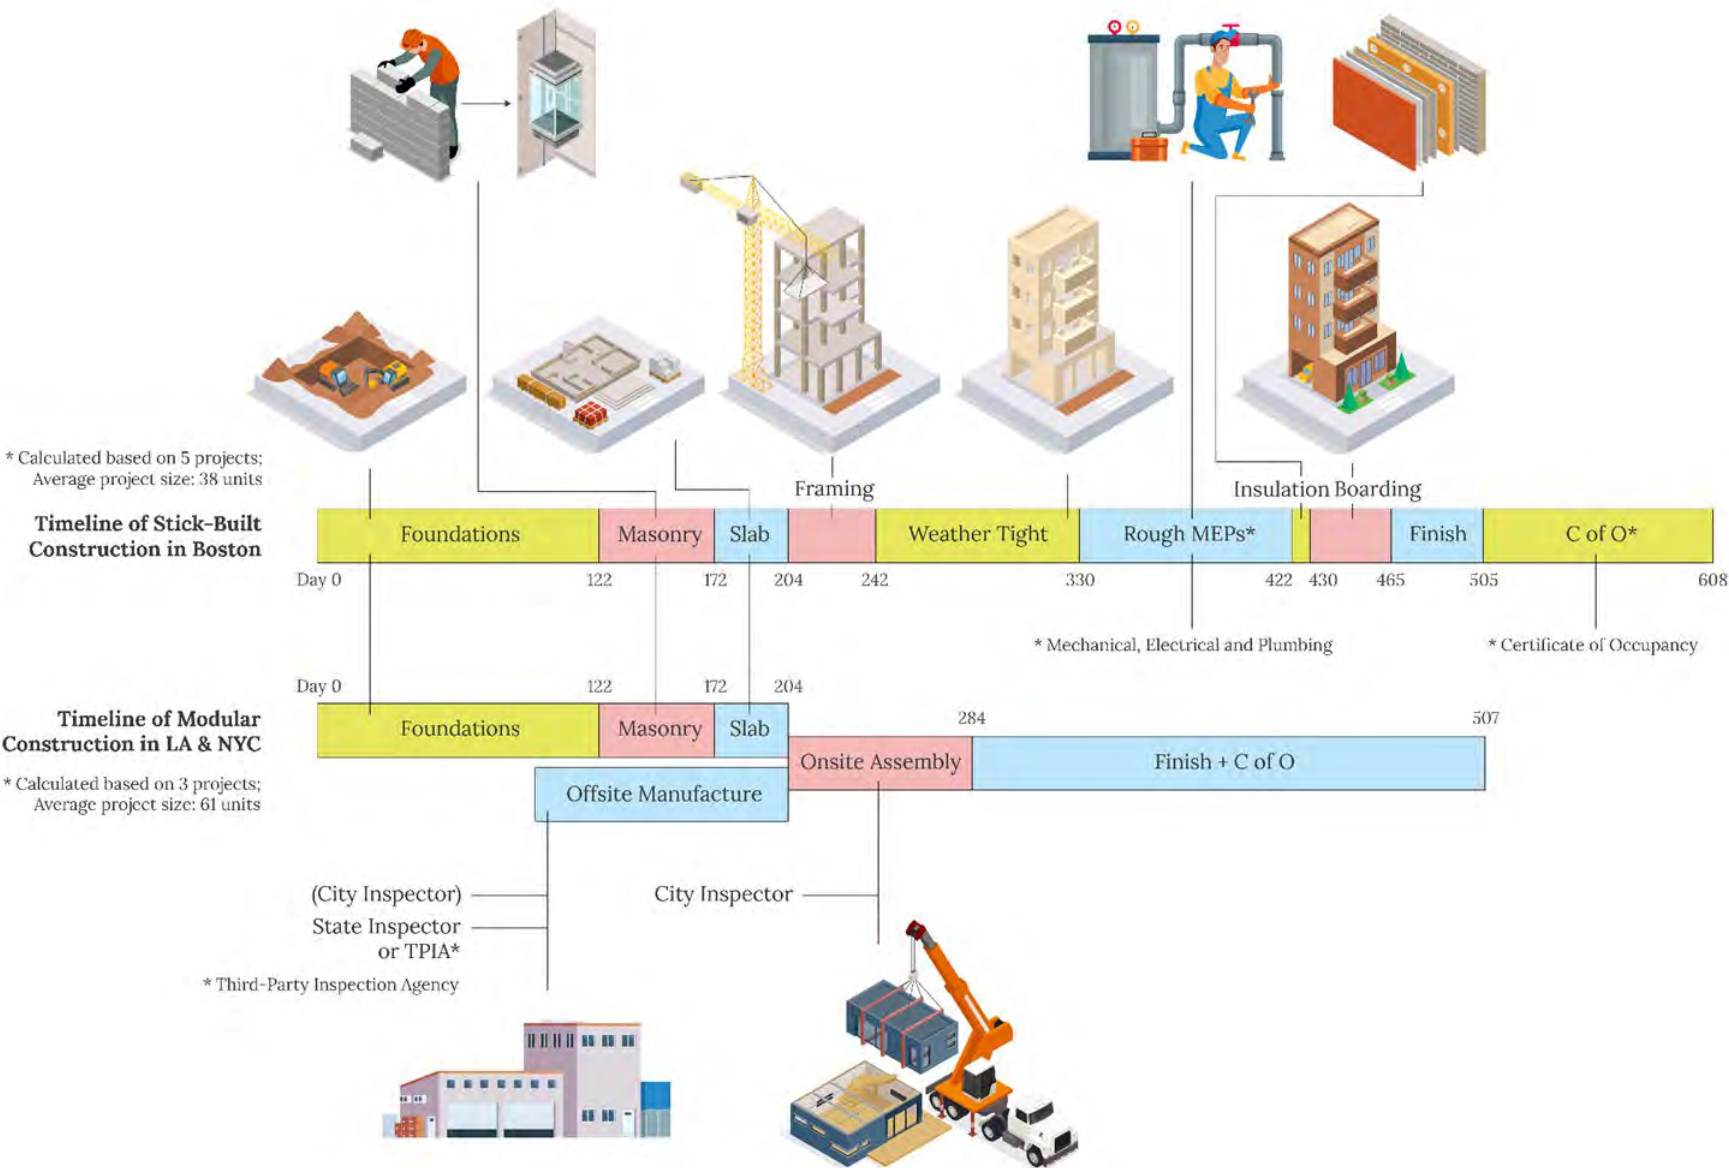 * Calculated based on 5 projects;
Average project size: 38 units
Framing
Insulation Boarding
Timeline of Stick-Built
Construction in Boston
Foundations
Masonry
Slab
Weather Tight
Rough MEPs*
Finish
C of O*
Day 0
122
172
204
242
330
422
430
465
505
608
* Mechanical, Electrical and Plumbing
* Certificate of Occupancy
Day 0
122
172
204
284
507
Timeline of Modular
Construction in LA & NYC
Foundations
Masonry
Slab
Onsite Assembly
Finish + C of O
* Calculated based on 3 projects;
Average project size: 61 units
Offsite Manufacture
(City Inspector)
City Inspector
State Inspector
or TPIA*
* Third-Party Inspection Agency